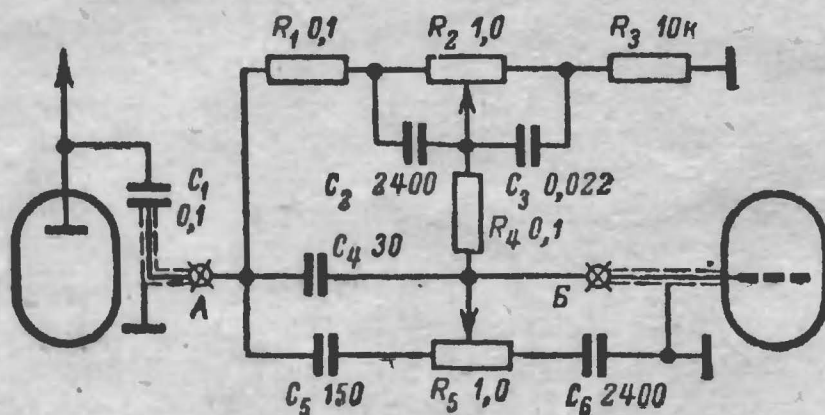 R₁ 0,1
R₂ 1,0
R₃ 10к
C₁
0,1
C₂ 2400
C₃ 0,022
R₄ 0,1
C₄ 30
А
Б
C₅ 150
R₅ 1,0
C₆ 2400